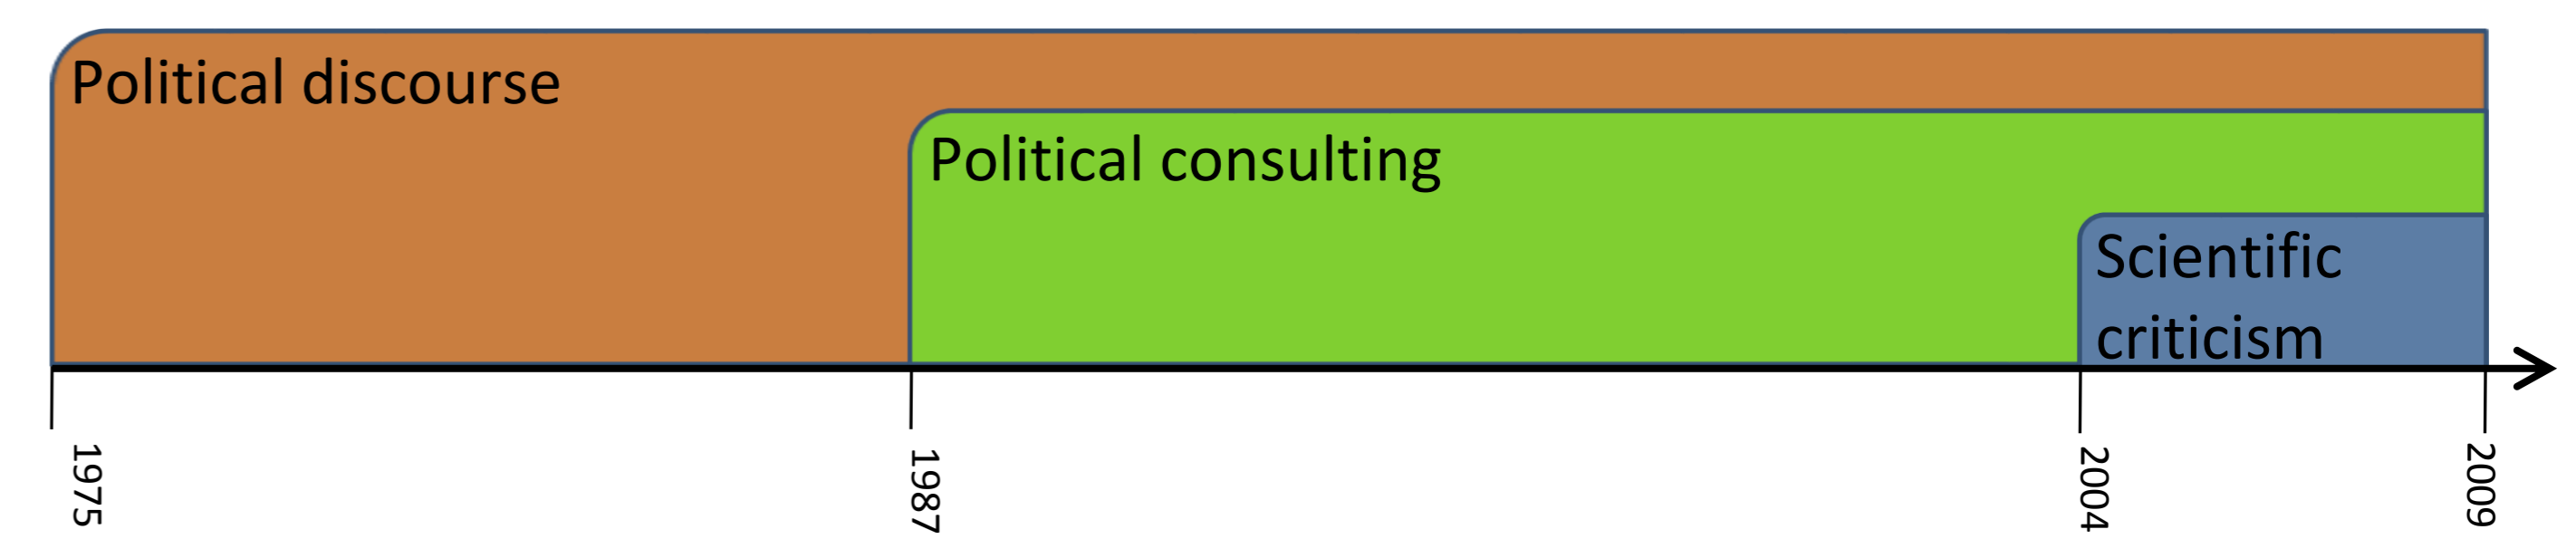 Political discourse
Political consulting
Scientific
criticism
1975
1987
2004
2009